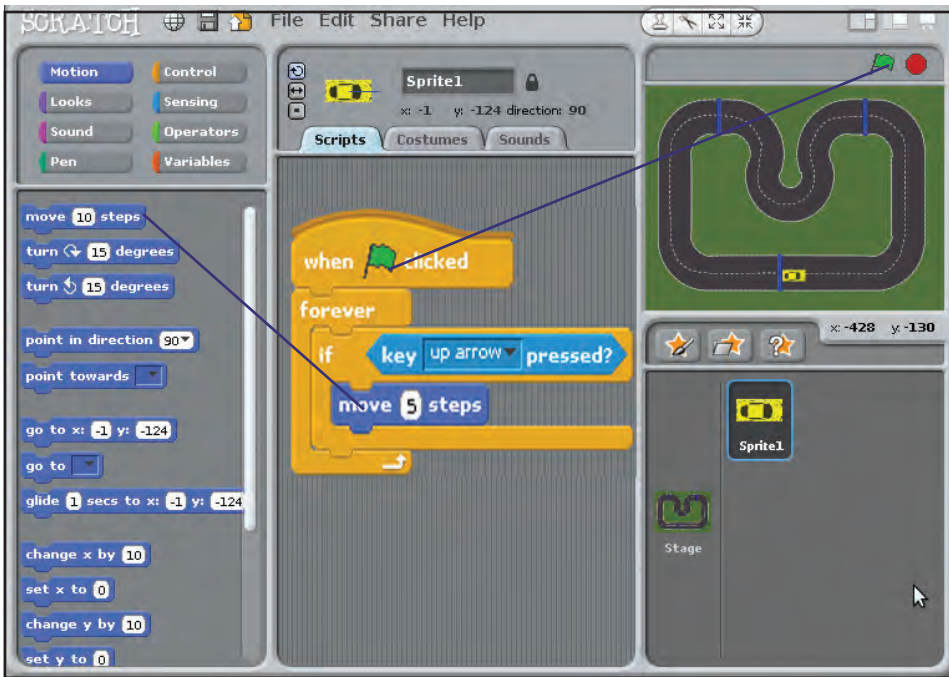 SCRATCH File Edit Share Help
Motion Control
Looks Sensing
Sound Operators
Pen Variables
move 10 steps
turn 15 degrees
turn 15 degrees
point in direction 90
point towards
go to x: -1 y: -124
go to
glide 1 secs to x: -1 y: -124
change x by 10
set x to 0
change y by 10
set y to 0
Sprite1
x: -1 y: -124 direction: 90
Scripts Costumes Sounds
when clicked
forever
if key up arrow pressed?
move 5 steps
x: -428 y: -130
Sprite1
Stage